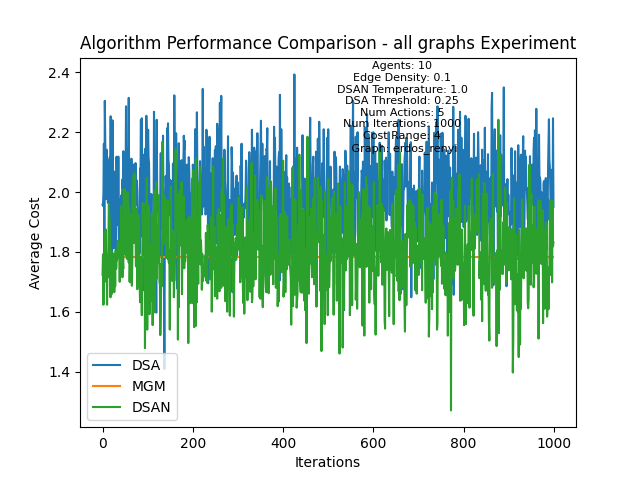 Algorithm Performance Comparison - all graphs Experiment
Agents: 10
Edge Density: 0.1
DSAN Temperature: 1.0
DSA Threshold: 0.25
Num Actions: 5
Num Iterations: 1000
Cost Range: 4
Graph: erdos_renyi
Average Cost
2.4
2.2
2.0
1.8
1.6
1.4
DSA
MGM
DSAN
0
200
400
600
800
1000
Iterations